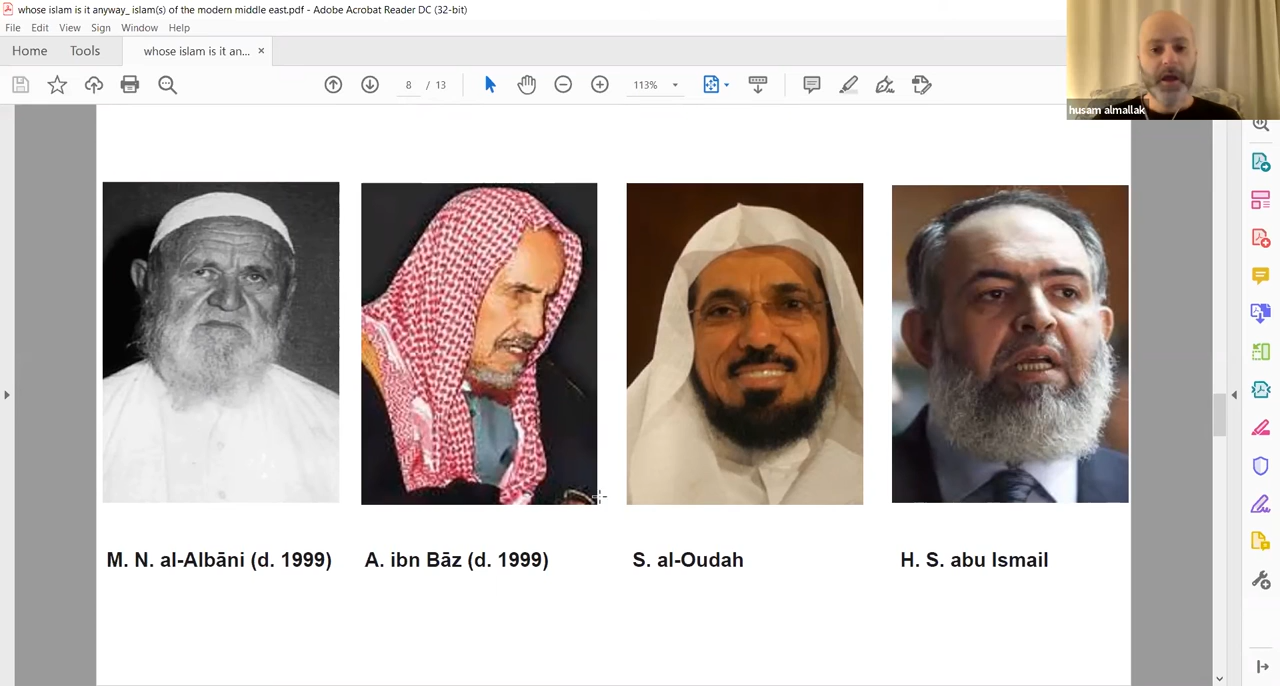 whose islam is it anyway_ islam(s) of the modern middle east.pdf - Adobe Acrobat Reader DC (32-bit)
File Edit View Sign Window Help
Home Tools whose islam is it an... ×
8 / 13 113%
husam almallak
M. N. al-Albāni (d. 1999) A. ibn Bāz (d. 1999) S. al-Oudah H. S. abu Ismail